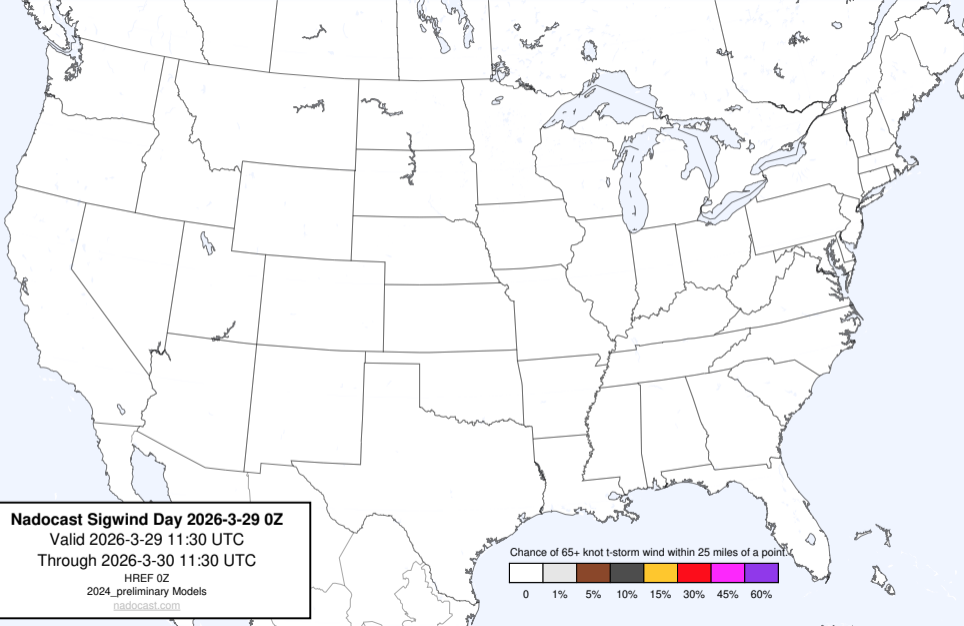 Nadocast Sigwind Day 2026-3-29 0Z
Valid 2026-3-29 11:30 UTC
Through 2026-3-30 11:30 UTC
HREF 0Z
2024_preliminary Models
nadocast.com
Chance of 65+ knot t-storm wind within 25 miles of a point.
0 1% 5% 10% 15% 30% 45% 60%